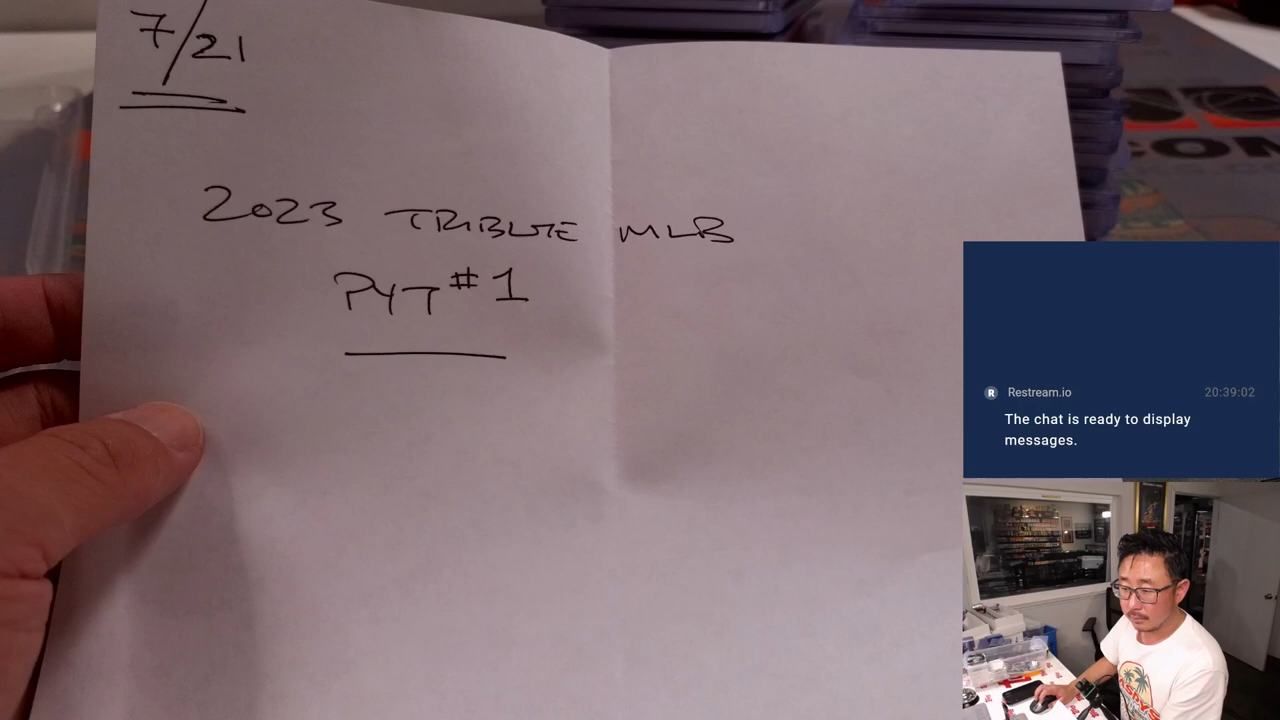 7/21
2023 TRIBUTE MLB
PYT #1
COM
R Restream.io 20:39:02
The chat is ready to display
messages.